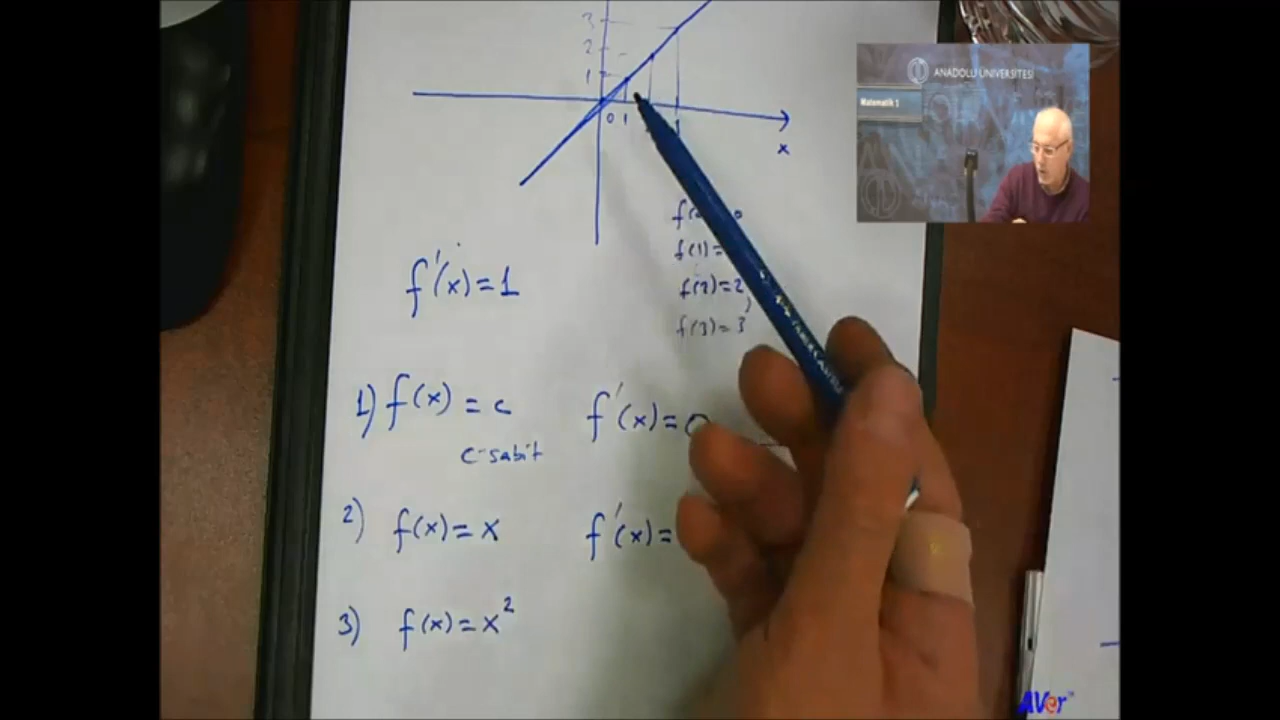 3
2
1
0 1
x
ANADOLU ÜNİVERSİTESİ
Matematik 1
f(1)=
f'(x)=1
f(2)=2
f(3)=3
1) f(x)=c f'(x)=0
c-sabit
2) f(x)=x f'(x)=
3) f(x)=x²
AVer